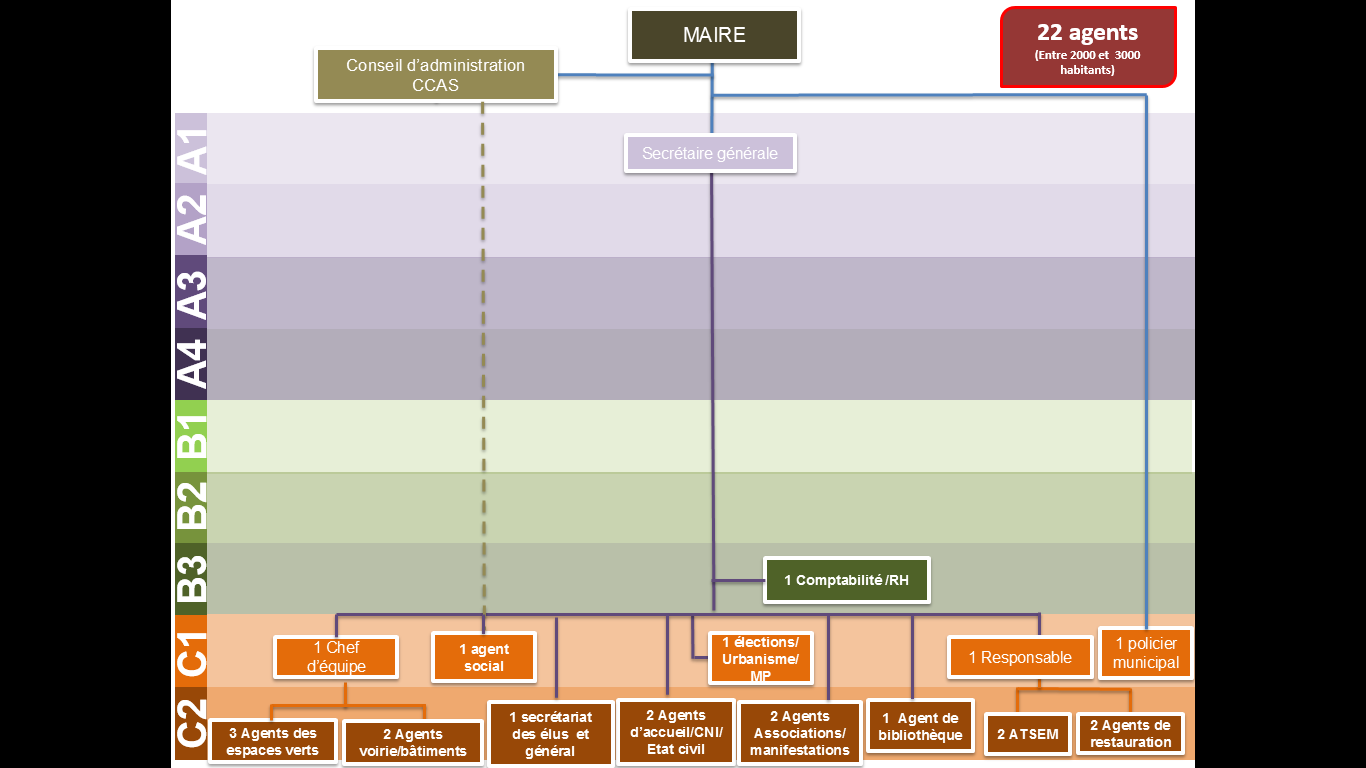 MAIRE
22 agents
(Entre 2000 et 3000
habitants)
Conseil d'administration
CCAS
A1
Secrétaire générale
A2
A3
A4
B1
B2
B3
1 Comptabilité /RH
C1
1 Chef
d'équipe
1 agent
social
1 élections/
Urbanisme/
MP
1 Responsable
1 policier
municipal
C2
3 Agents des
espaces verts
2 Agents
voirie/bâtiments
1 secrétariat
des élus et
général
2 Agents
d'accueil/CNI/
Etat civil
2 Agents
Associations/
manifestations
1 Agent de
bibliothèque
2 ATSEM
2 Agents de
restauration